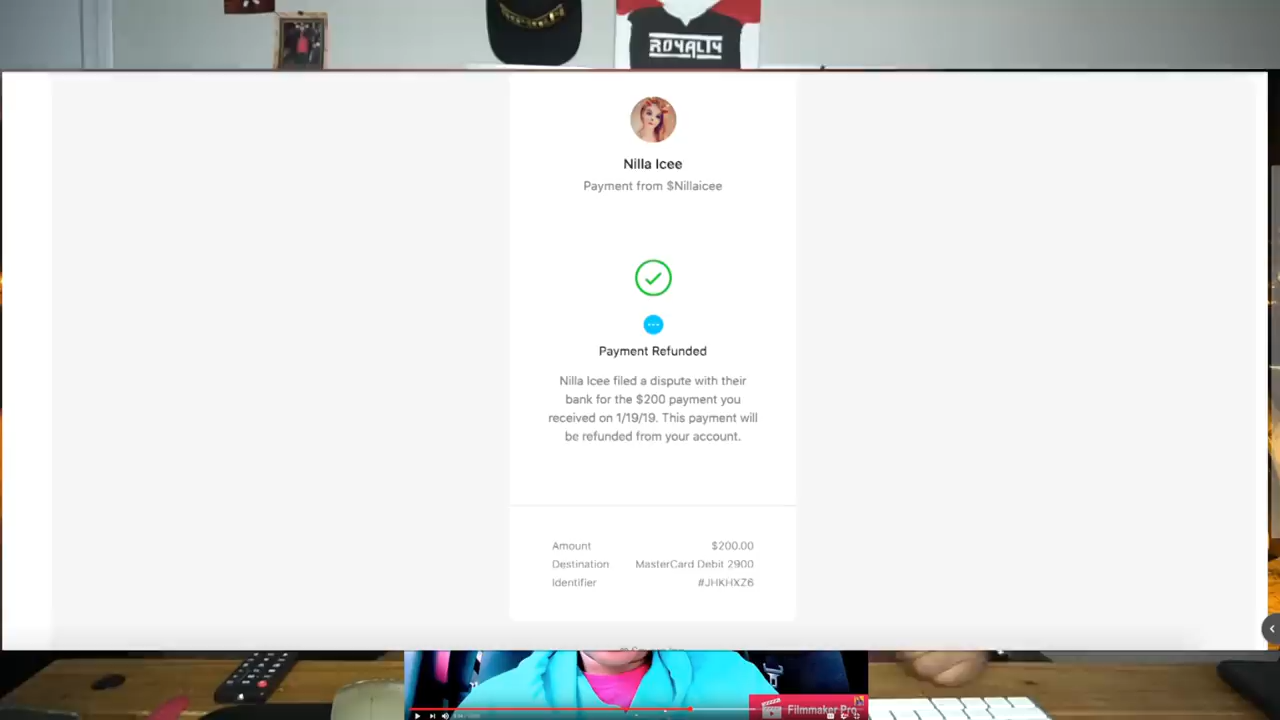 ROYALTY
Nilla Icee
Payment from $Nillaicee
Payment Refunded
Nilla Icee filed a dispute with their
bank for the $200 payment you
received on 1/19/19. This payment will
be refunded from your account.
Amount $200.00
Destination MasterCard Debit 2900
Identifier #JHKHXZ6
Filmmaker Pro